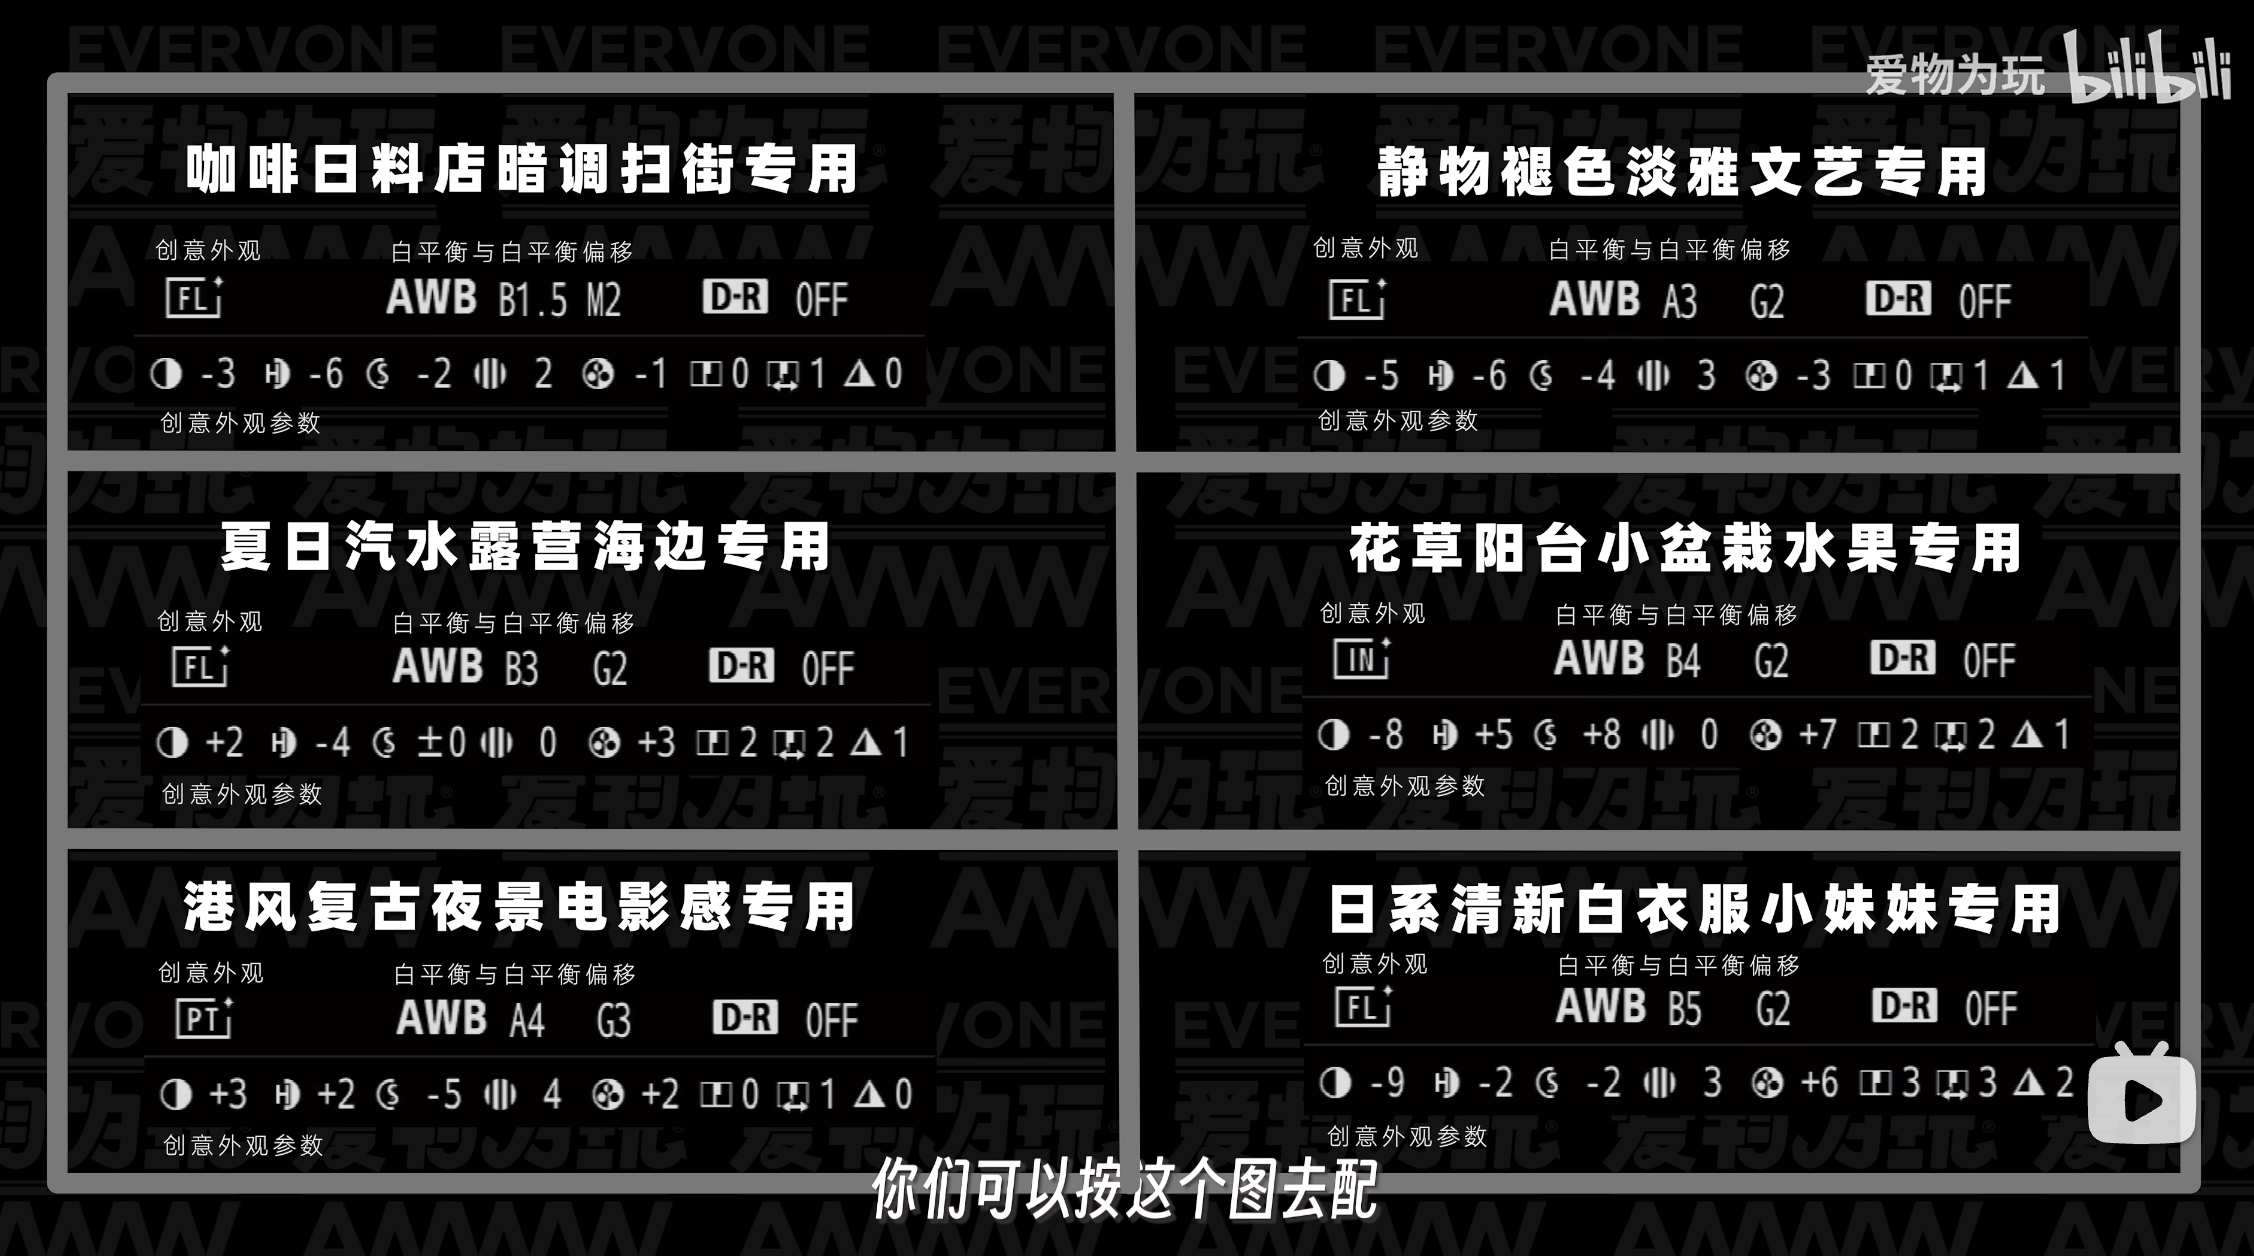 爱物为玩 bilibili
咖啡日料店暗调扫街专用
创意外观 白平衡与白平衡偏移
FL AWB B1.5 M2 D-R OFF
-3 H -6 S -2 2 -1 0 1 0
创意外观参数
静物褪色淡雅文艺专用
创意外观 白平衡与白平衡偏移
FL AWB A3 G2 D-R OFF
-5 H -6 S -4 3 -3 0 1 1
创意外观参数
夏日汽水露营海边专用
创意外观 白平衡与白平衡偏移
FL AWB B3 G2 D-R OFF
+2 H -4 S ±0 0 +3 2 2 1
创意外观参数
花草阳台小盆栽水果专用
创意外观 白平衡与白平衡偏移
IN AWB B4 G2 D-R OFF
-8 H +5 S +8 0 +7 2 2 1
创意外观参数
港风复古夜景电影感专用
创意外观 白平衡与白平衡偏移
PT AWB A4 G3 D-R OFF
+3 H +2 S -5 4 +2 0 1 0
创意外观参数
日系清新白衣服小妹妹专用
创意外观 白平衡与白平衡偏移
FL AWB B5 G2 D-R OFF
-9 H -2 S -2 3 +6 3 3 2
创意外观参数
你们可以按这个图去配